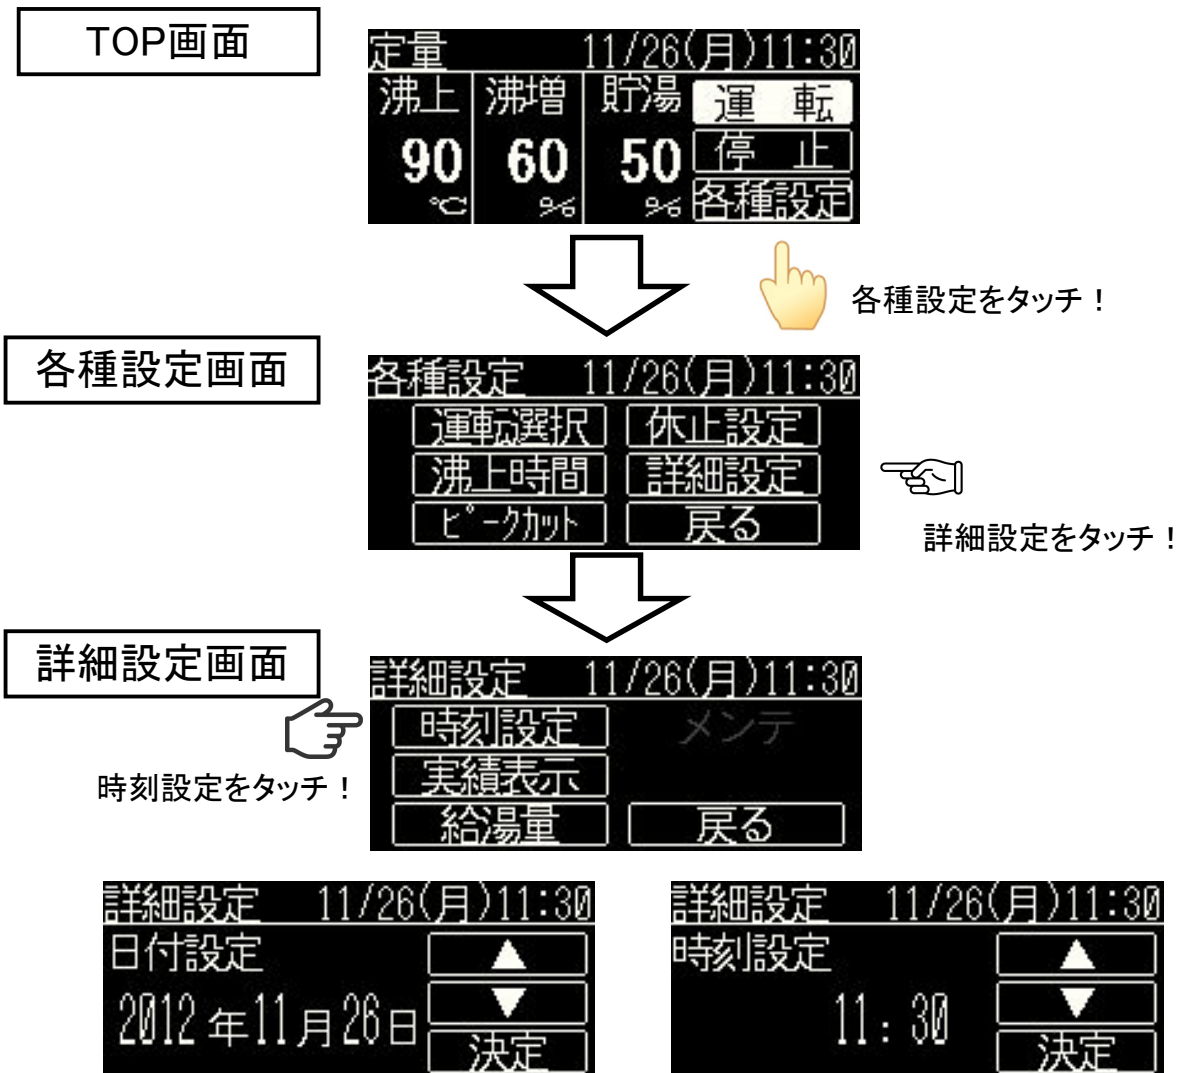 TOP画面
定量 11/26(月)11:30
沸上 沸増 貯湯 運 転
90 60 50 停 止
℃ % % 各種設定
各種設定をタッチ！
各種設定画面
各種設定 11/26(月)11:30
運転選択 休止設定
沸上時間 詳細設定
ピークカット 戻る
詳細設定をタッチ！
詳細設定画面
詳細設定 11/26(月)11:30
時刻設定 メンテ
実績表示
給湯量 戻る
時刻設定をタッチ！
詳細設定 11/26(月)11:30
日付設定 ▲
2012年11月26日 ▼
決定
詳細設定 11/26(月)11:30
時刻設定 ▲
11:30 ▼
決定